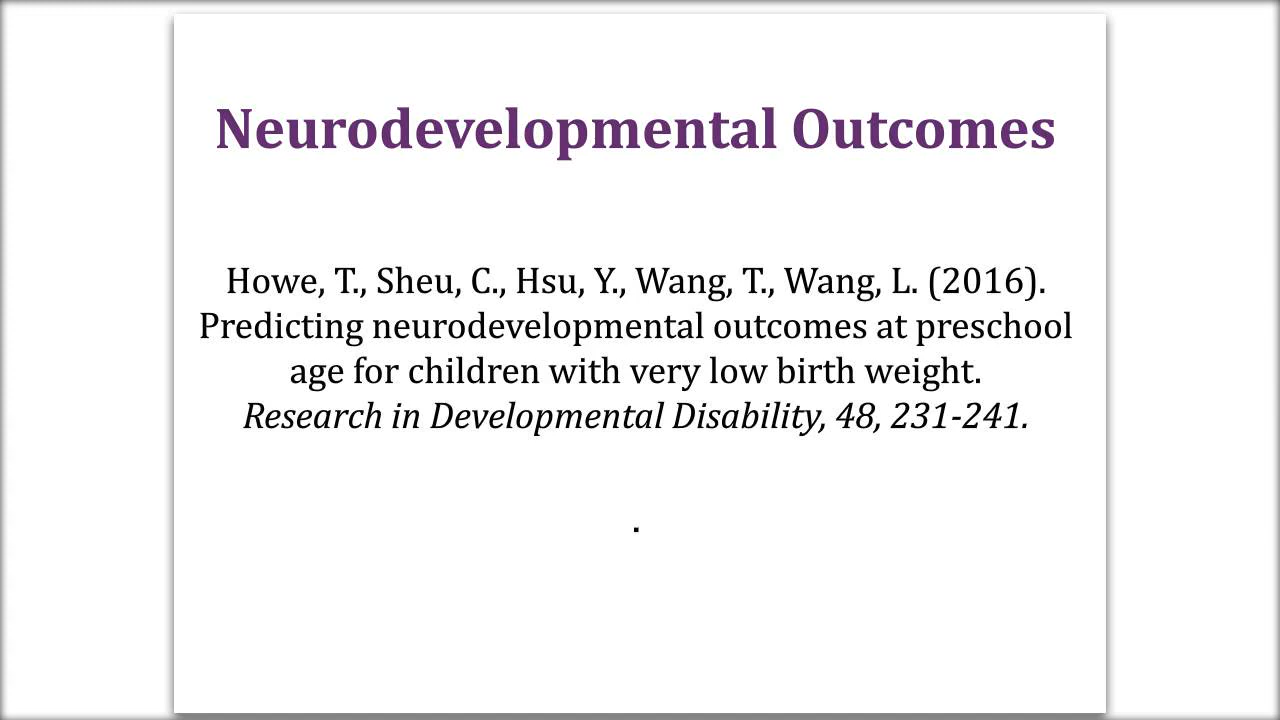 Neurodevelopmental Outcomes
Howe, T., Sheu, C., Hsu, Y., Wang, T., Wang, L. (2016).
Predicting neurodevelopmental outcomes at preschool
age for children with very low birth weight.
Research in Developmental Disability, 48, 231-241.
.